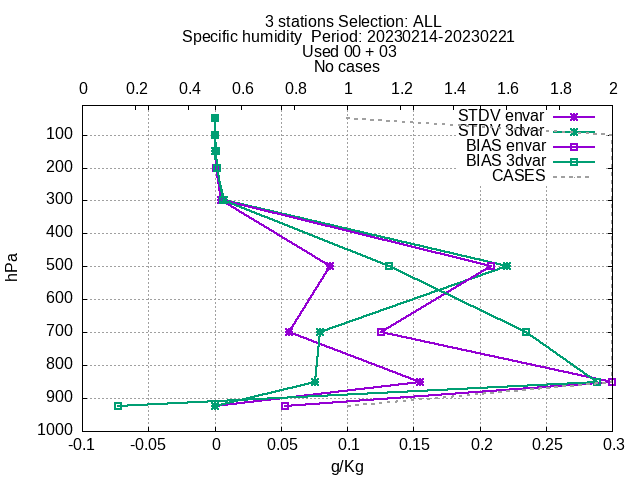 3 stations Selection: ALL
Specific humidity  Period: 20230214-20230221
Used 00 + 03
No cases
0 0.2 0.4 0.6 0.8 1 1.2 1.4 1.6 1.8 2
STDV envar
STDV 3dvar
BIAS envar
BIAS 3dvar
CASES
100
200
300
400
500
600
700
800
900
1000
hPa
-0.1 -0.05 0 0.05 0.1 0.15 0.2 0.25 0.3
g/Kg